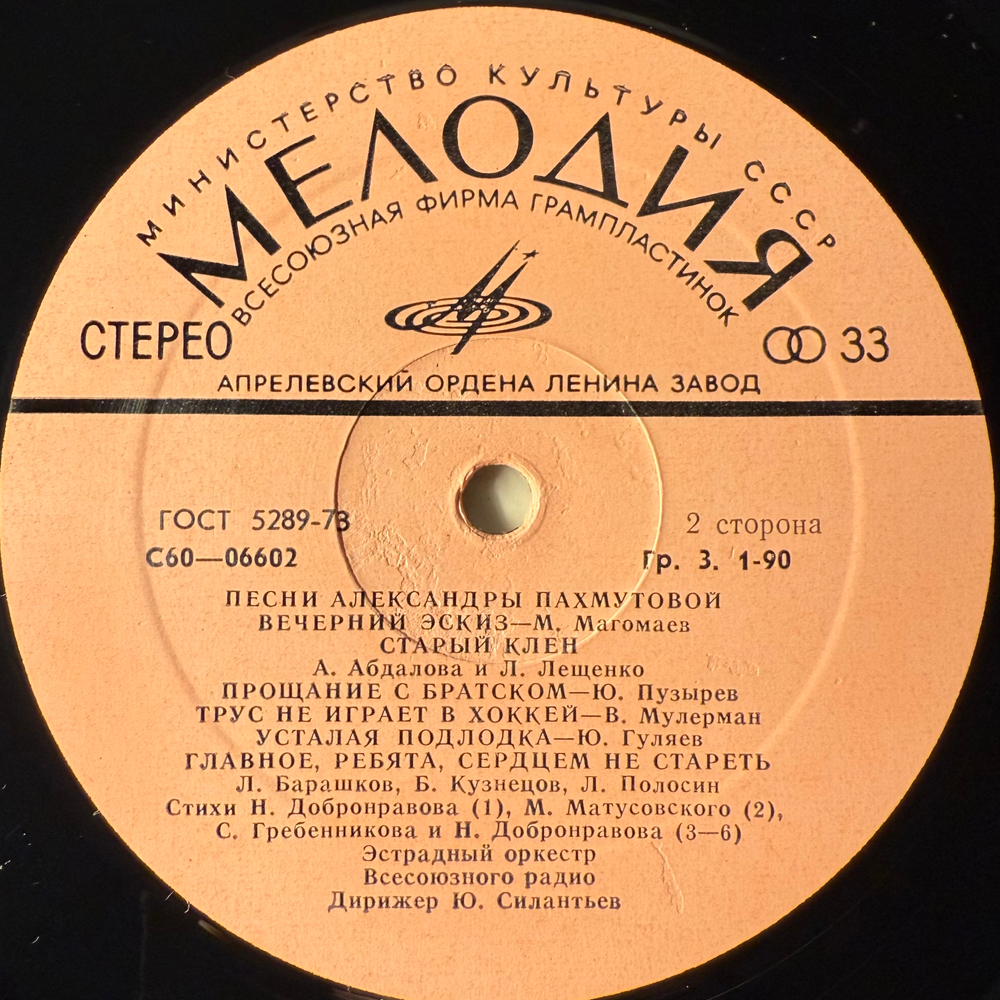 МИНИСТЕРСТВО КУЛЬТУРЫ СССР
МЕЛОДИЯ
ВСЕСОЮЗНАЯ ФИРМА ГРАМПЛАСТИНОК
СТЕРЕО
33
АПРЕЛЕВСКИЙ ОРДЕНА ЛЕНИНА ЗАВОД
ГОСТ 5289-73
2 сторона
С60—06602
Гр. 3. 1-90
ПЕСНИ АЛЕКСАНДРЫ ПАХМУТОВОЙ
ВЕЧЕРНИЙ ЭСКИЗ—М. Магомаев
СТАРЫЙ КЛЕН
А. Абдалова и Л. Лещенко
ПРОЩАНИЕ С БРАТСКОМ—Ю. Пузырев
ТРУС НЕ ИГРАЕТ В ХОККЕЙ—В. Мулерман
УСТАЛАЯ ПОДЛОДКА—Ю. Гуляев
ГЛАВНОЕ, РЕБЯТА, СЕРДЦЕМ НЕ СТАРЕТЬ
Л. Барашков, Б. Кузнецов, Л. Полосин
Стихи Н. Добронравова (1), М. Матусовского (2),
С. Гребенникова и Н. Добронравова (3—6)
Эстрадный оркестр
Всесоюзного радио
Дирижер Ю. Силантьев